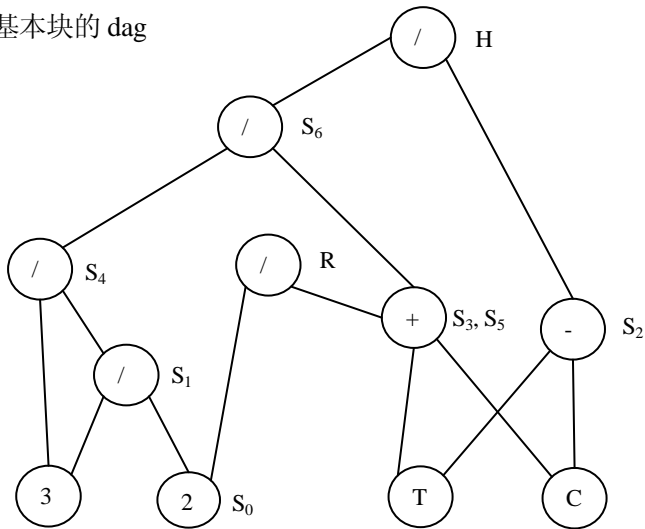 基本块的 dag
/ H
/ S₆
/ S₄
/ R
+ S₃, S₅
- S₂
/ S₁
3
2 S₀
T
C